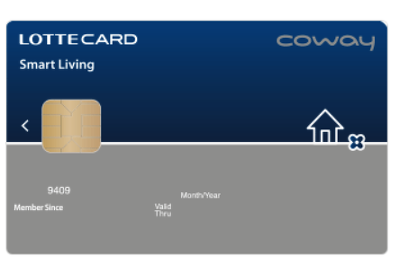 LOTTE CARD
coway
Smart Living
9409
Member Since
Month/Year
Valid
Thru